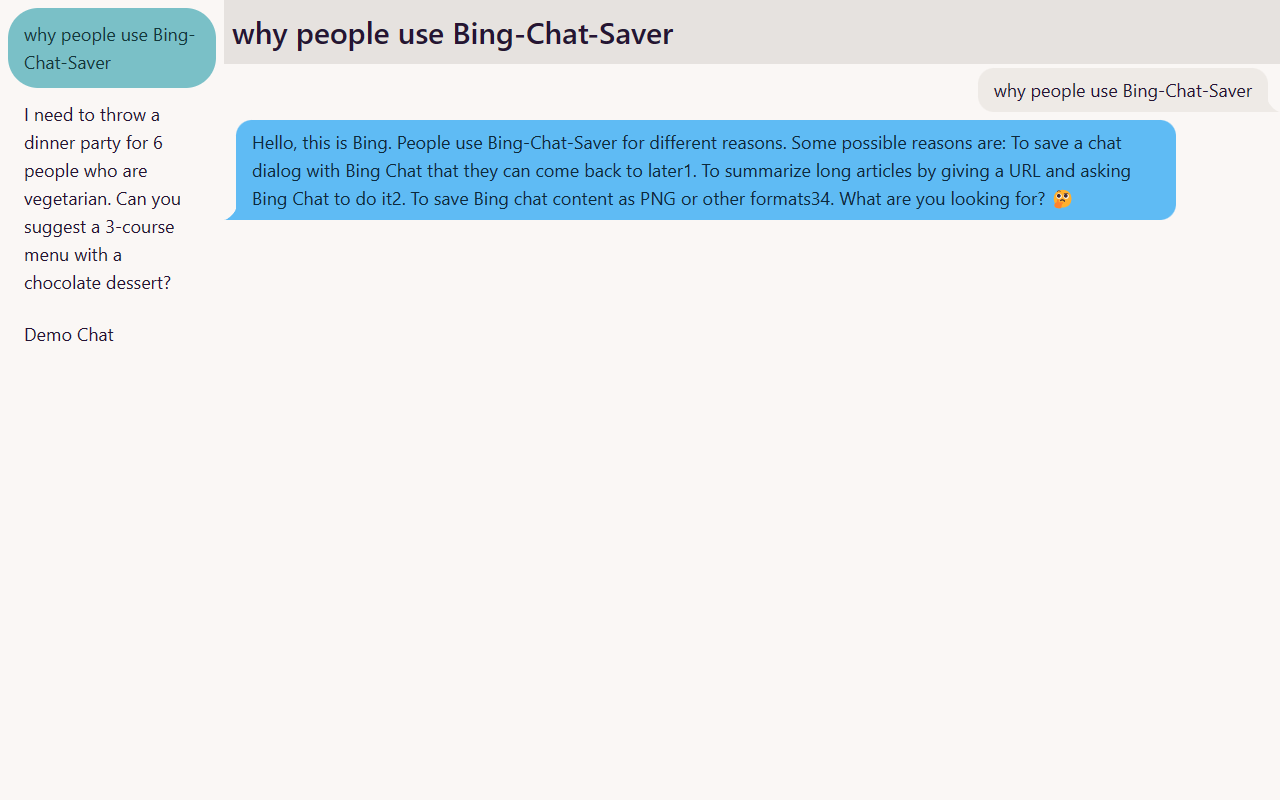 why people use Bing-
Chat-Saver
I need to throw a
dinner party for 6
people who are
vegetarian. Can you
suggest a 3-course
menu with a
chocolate dessert?
Demo Chat
why people use Bing-Chat-Saver
why people use Bing-Chat-Saver
Hello, this is Bing. People use Bing-Chat-Saver for different reasons. Some possible reasons are: To save a chat
dialog with Bing Chat that they can come back to later1. To summarize long articles by giving a URL and asking
Bing Chat to do it2. To save Bing chat content as PNG or other formats34. What are you looking for? 🤔